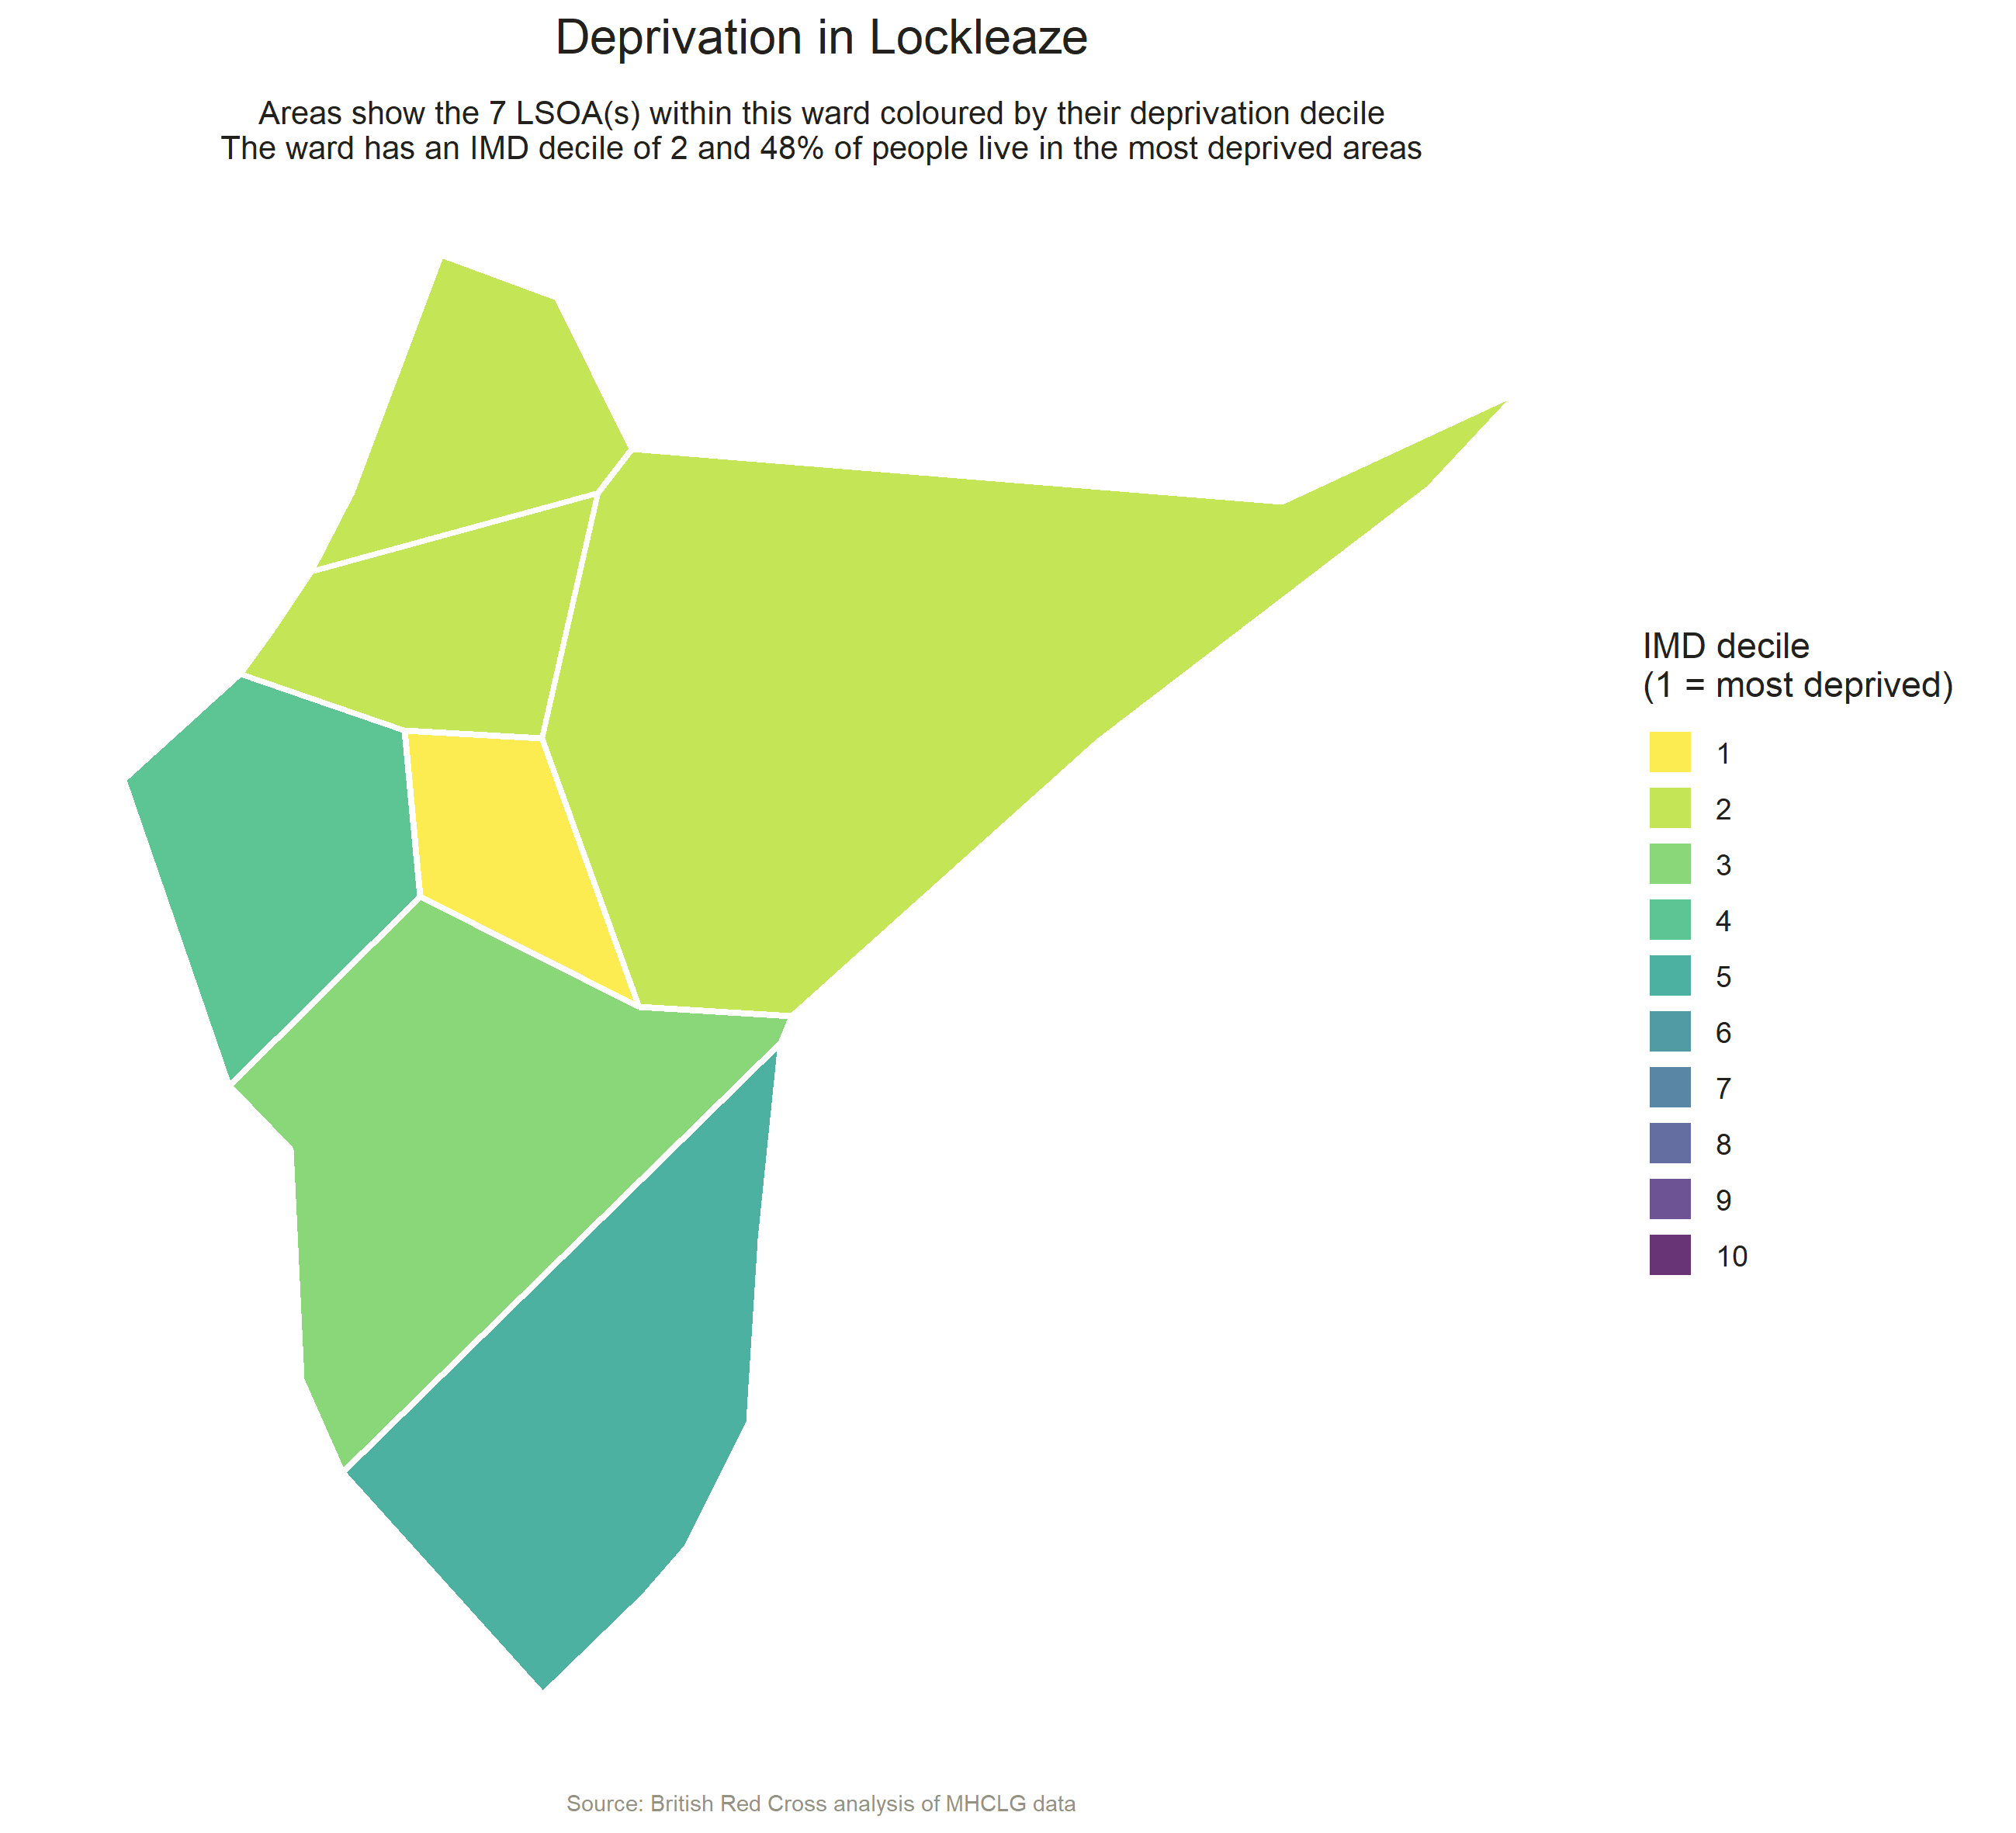 Deprivation in Lockleaze
Areas show the 7 LSOA(s) within this ward coloured by their deprivation decile
The ward has an IMD decile of 2 and 48% of people live in the most deprived areas
IMD decile
(1 = most deprived)
1
2
3
4
5
6
7
8
9
10
Source: British Red Cross analysis of MHCLG data